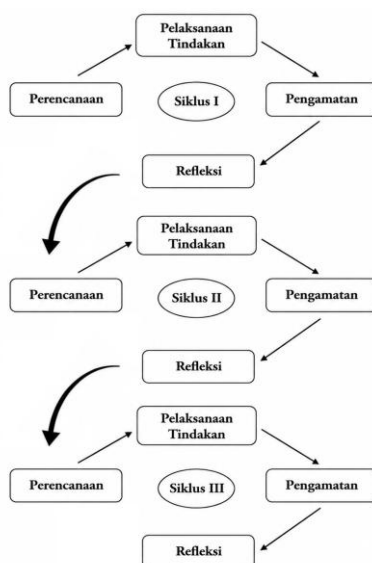 Pelaksanaan
Tindakan
Perencanaan
Siklus I
Pengamatan
Refleksi
Pelaksanaan
Tindakan
Perencanaan
Siklus II
Pengamatan
Refleksi
Pelaksanaan
Tindakan
Perencanaan
Siklus III
Pengamatan
Refleksi